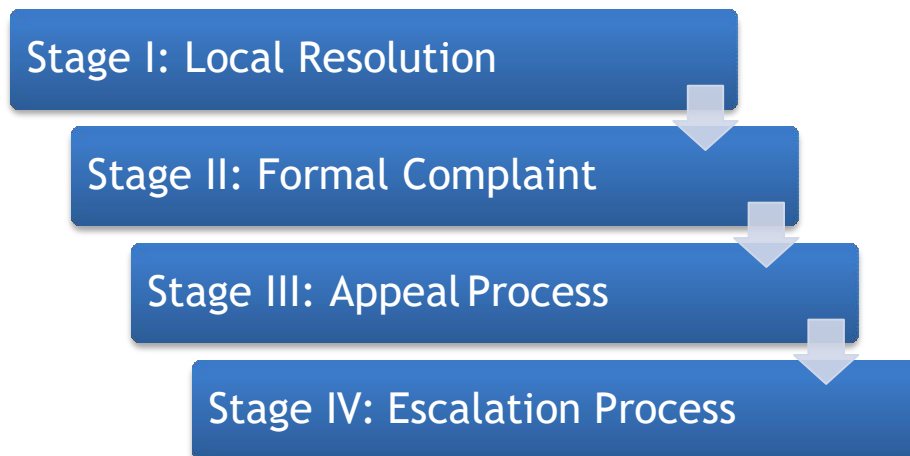 Stage I: Local Resolution
Stage II: Formal Complaint
Stage III: Appeal Process
Stage IV: Escalation Process